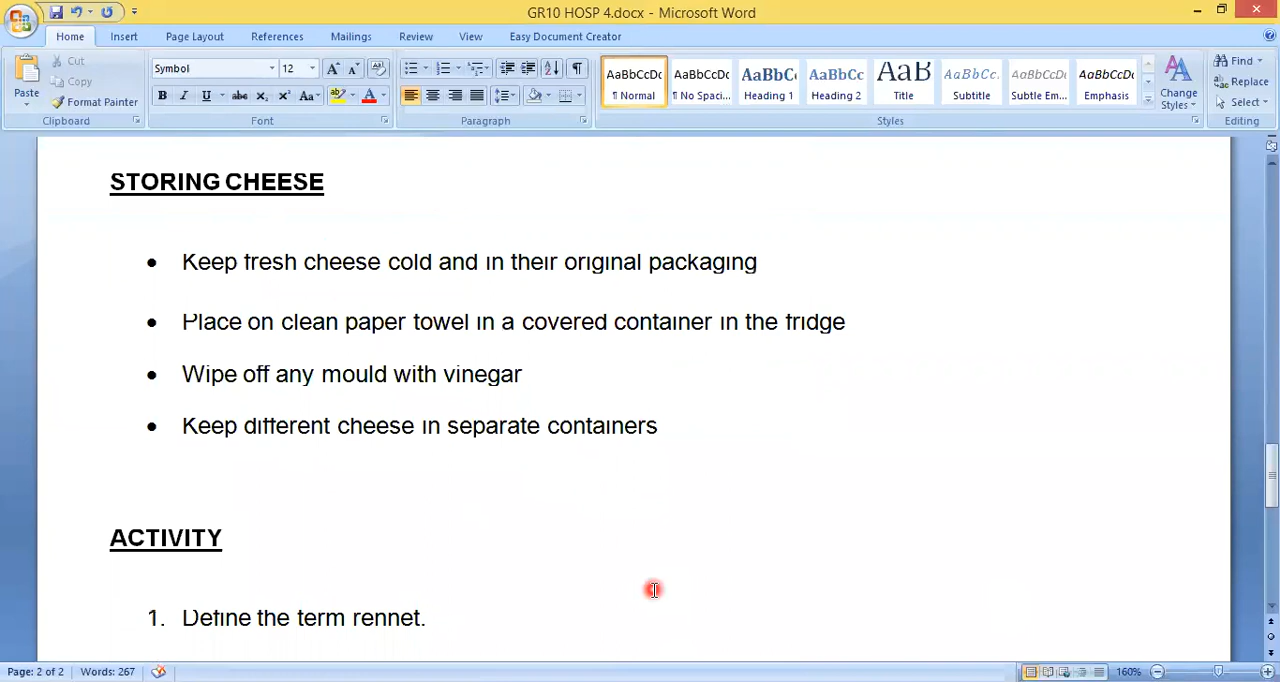 GR10 HOSP 4.docx - Microsoft Word
Home Insert Page Layout References Mailings Review View Easy Document Creator
Paste
Cut
Copy
Format Painter
Clipboard
Symbol 12
B I U abc X₂ X² Aa A
Font
Paragraph
AaBbCcDc AaBbCcDc AaBbC AaBbCc AaB AaBbCc. AaBbCcDc AaBbCcDc
¶ Normal ¶ No Spaci... Heading 1 Heading 2 Title Subtitle Subtle Em... Emphasis
Change Styles
Styles
Find
Replace
Select
Editing
STORING CHEESE
• Keep fresh cheese cold and in their original packaging
• Place on clean paper towel in a covered container in the fridge
• Wipe off any mould with vinegar
• Keep different cheese in separate containers
ACTIVITY
1. Define the term rennet.
Page: 2 of 2 Words: 267 160%